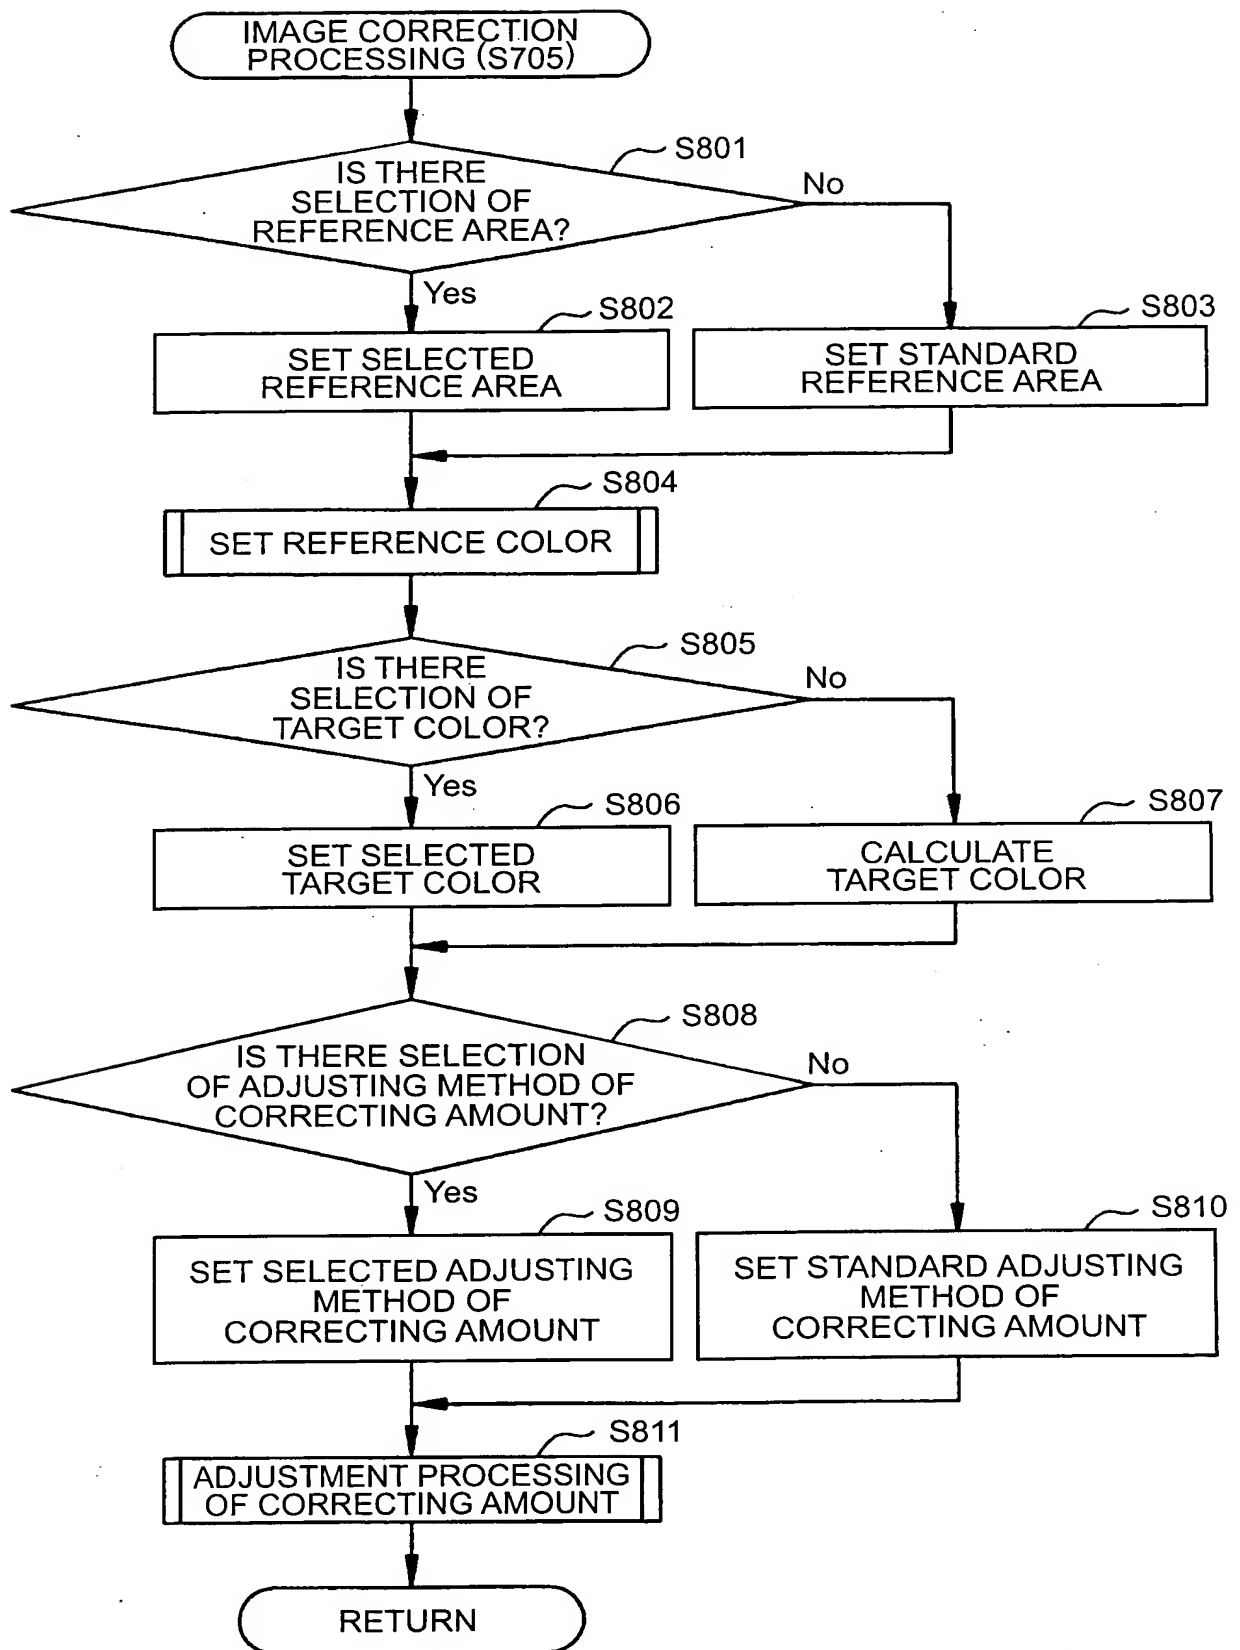 IMAGE CORRECTION
PROCESSING (S705)
S801
IS THERE
SELECTION OF
REFERENCE AREA?
No
Yes
S802
SET SELECTED
REFERENCE AREA
S803
SET STANDARD
REFERENCE AREA
S804
SET REFERENCE COLOR
S805
IS THERE
SELECTION OF
TARGET COLOR?
No
Yes
S806
SET SELECTED
TARGET COLOR
S807
CALCULATE
TARGET COLOR
S808
IS THERE SELECTION
OF ADJUSTING METHOD OF
CORRECTING AMOUNT?
No
Yes
S809
SET SELECTED ADJUSTING
METHOD OF
CORRECTING AMOUNT
S810
SET STANDARD ADJUSTING
METHOD OF
CORRECTING AMOUNT
S811
ADJUSTMENT PROCESSING
OF CORRECTING AMOUNT
RETURN